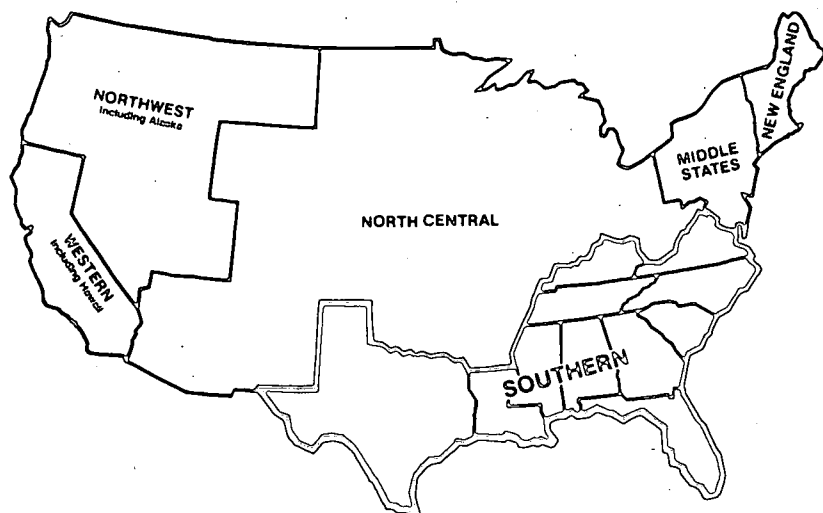 NORTHWEST
Including Alaska
NEW ENGLAND
MIDDLE
STATES
NORTH CENTRAL
WESTERN
Including Hawaii
SOUTHERN